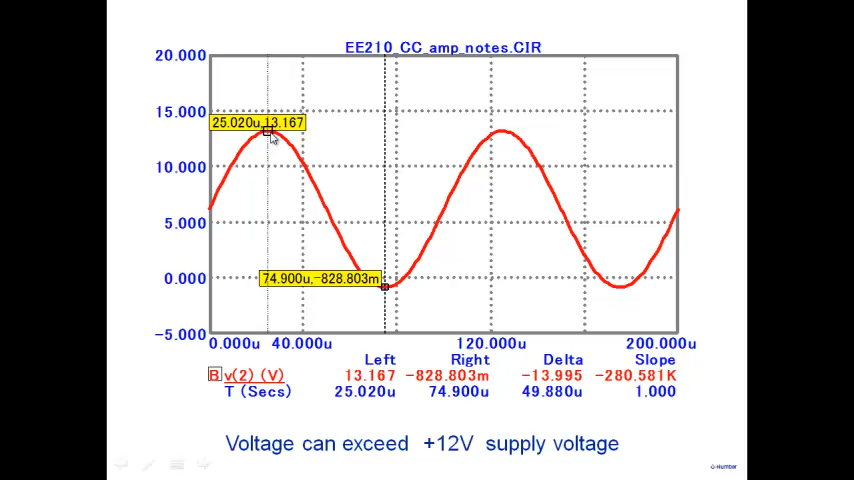 EE210_CC_amp_notes.CIR
20.000
15.000
25.020u,13.167
10.000
5.000
0.000
74.900u,-828.803m
-5.000
0.000u 40.000u 120.000u 200.000u
Left Right Delta Slope
B v(2) (V) 13.167 -828.803m -13.995 -280.581K
T (Secs) 25.020u 74.900u 49.880u 1.000
Voltage can exceed +12V supply voltage